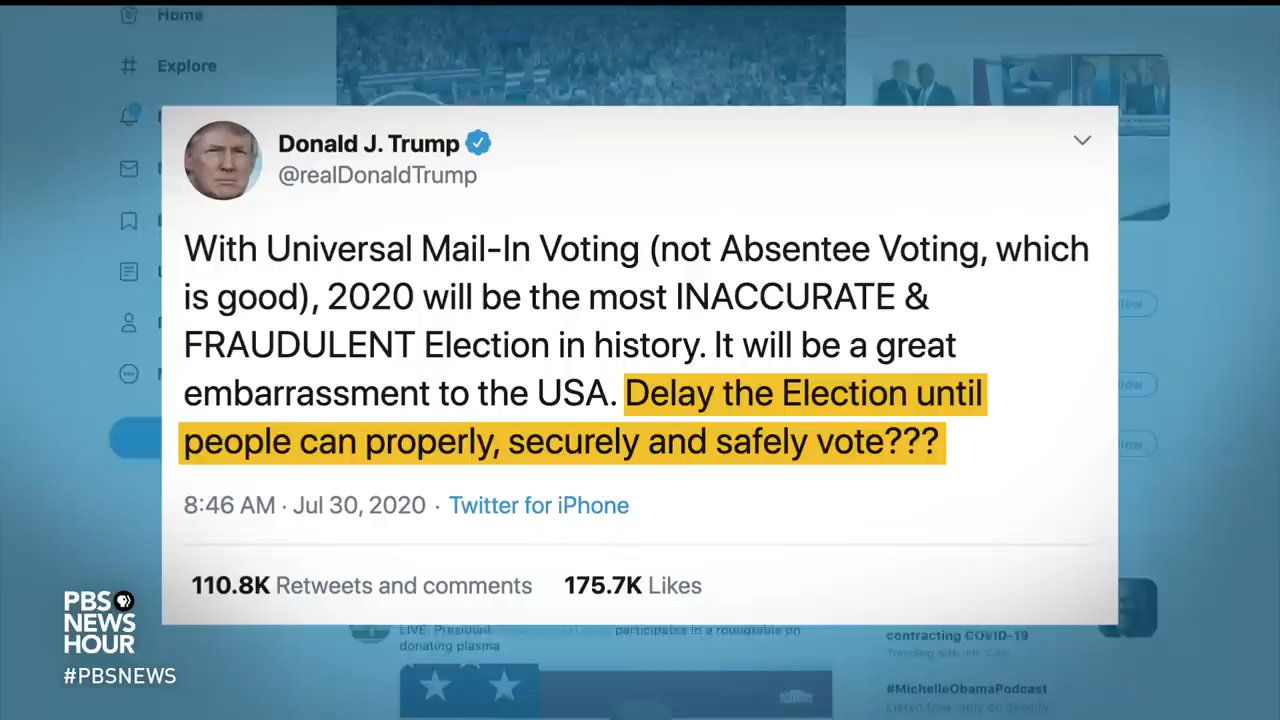 Home
Explore
Donald J. Trump
@realDonaldTrump
With Universal Mail-In Voting (not Absentee Voting, which
is good), 2020 will be the most INACCURATE &
FRAUDULENT Election in history. It will be a great
embarrassment to the USA. Delay the Election until
people can properly, securely and safely vote???
8:46 AM · Jul 30, 2020 · Twitter for iPhone
110.8K Retweets and comments 175.7K Likes
PBS
NEWS
HOUR
#PBSNEWS
LIVE: President participates in a roundtable on
donating plasma
contracting COVID-19
Trending with
#MichelleObamaPodcast